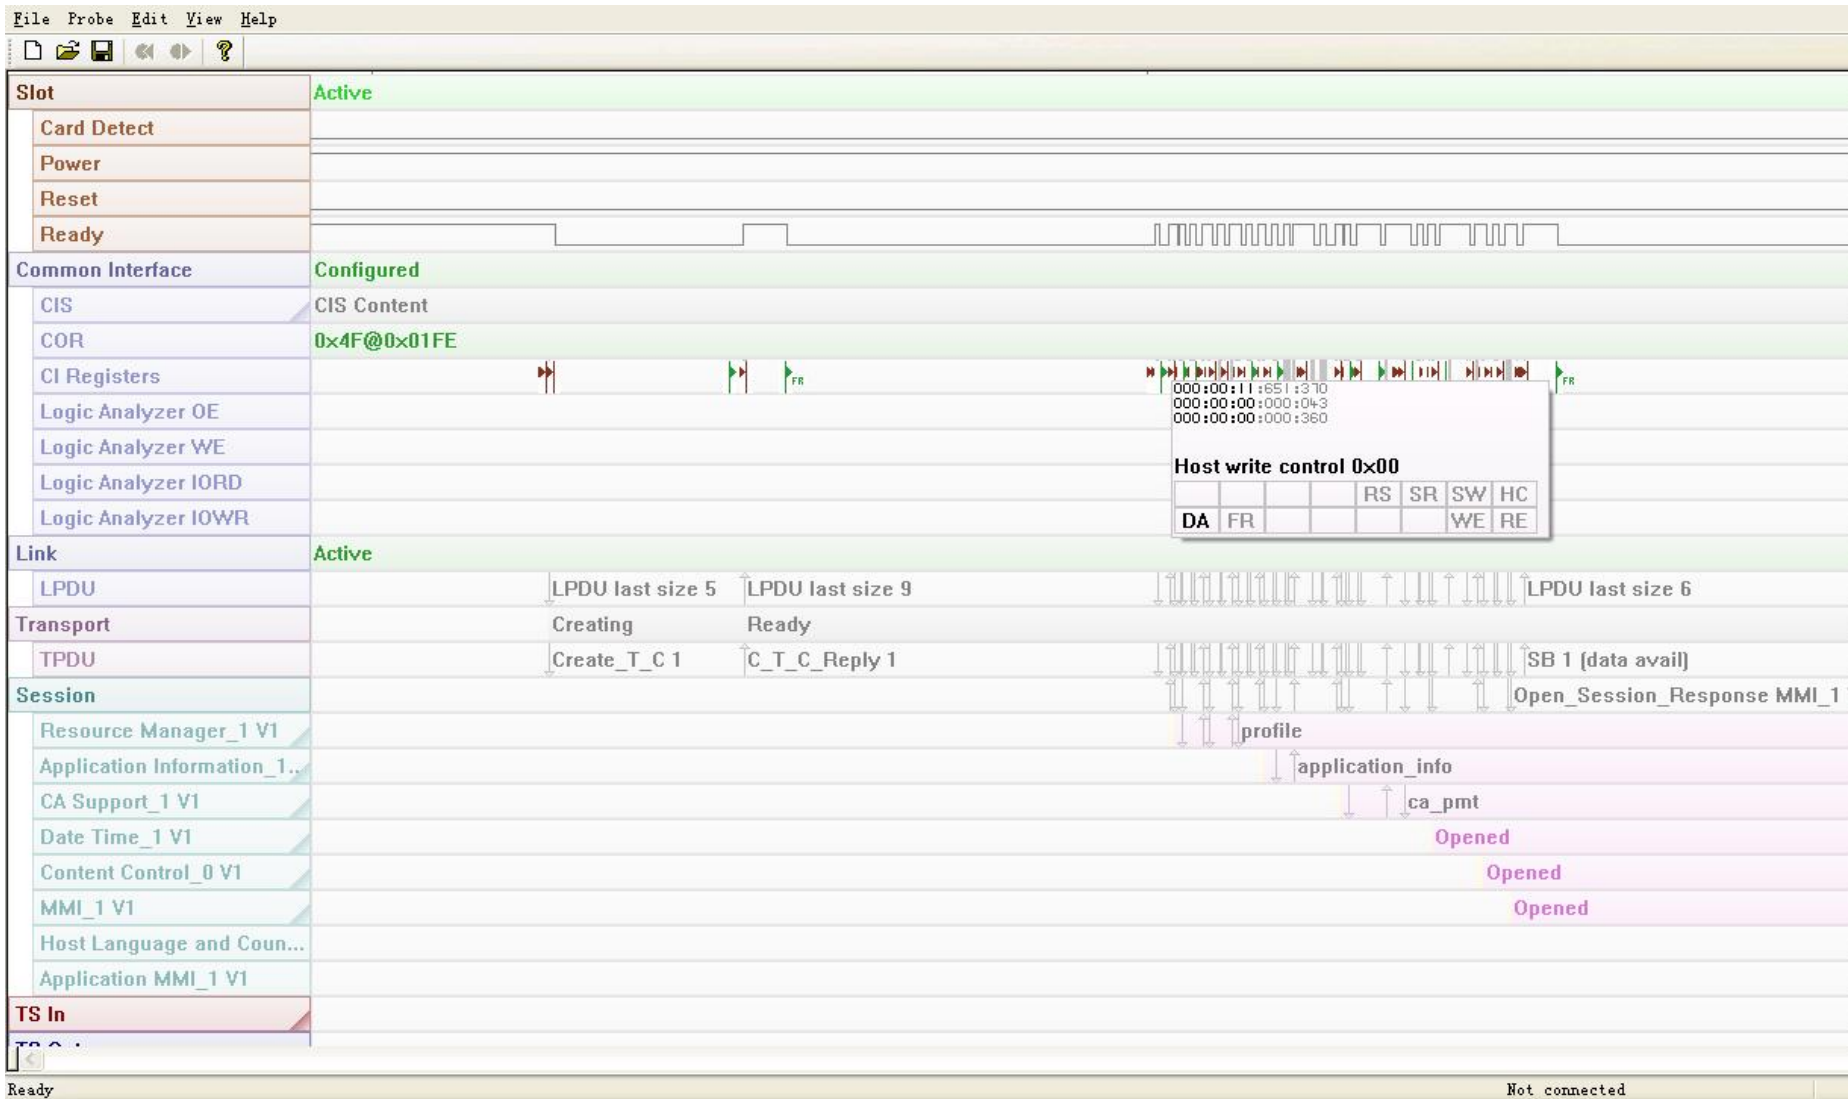 File Probe Edit View Help
Slot Active
Card Detect
Power
Reset
Ready
Common Interface Configured
CIS CIS Content
COR 0x4F@0x01FE
CI Registers FR FR
000:00:11:651:370
000:00:00:000:043
000:00:00:000:360
Logic Analyzer OE
Logic Analyzer WE
Host write control 0x00
Logic Analyzer IORD RS SR SW HC
Logic Analyzer IOWR DA FR WE RE
Link Active
LPDU LPDU last size 5 LPDU last size 9 LPDU last size 6
Transport Creating Ready
TPDU Create_T_C 1 C_T_C_Reply 1 SB 1 (data avail)
Session Open_Session_Response MMI_1
Resource Manager_1 V1 profile
Application Information_1... application_info
CA Support_1 V1 ca_pmt
Date Time_1 V1 Opened
Content Control_0 V1 Opened
MMI_1 V1 Opened
Host Language and Coun...
Application MMI_1 V1
TS In
Ready Not connected